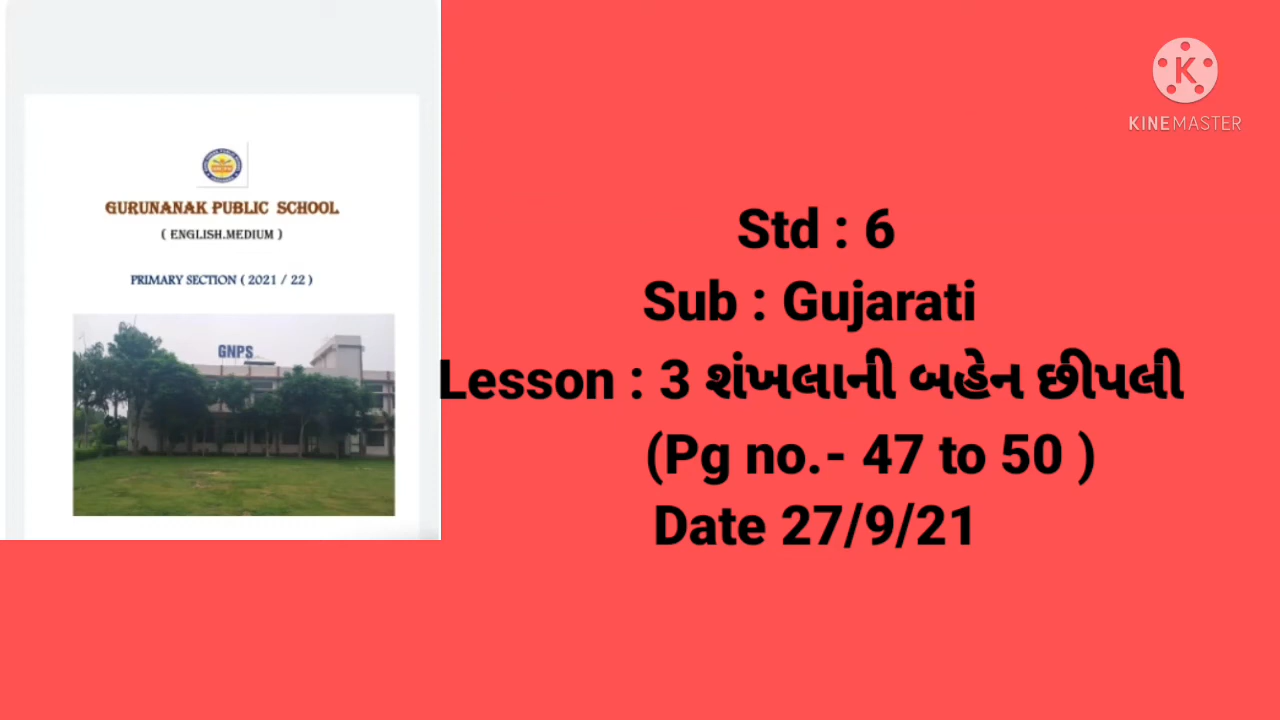 GURUNANAK PUBLIC SCHOOL
( ENGLISH.MEDIUM )
PRIMARY SECTION ( 2021 / 22 )
GNPS
KINEMASTER
Std : 6
Sub : Gujarati
Lesson : 3 શંખલાની બહેન છીપલી
(Pg no.- 47 to 50 )
Date 27/9/21